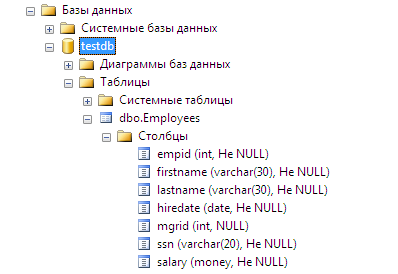 Базы данных
Системные базы данных
testdb
Диаграммы баз данных
Таблицы
Системные таблицы
dbo.Employees
Столбцы
empid (int, Не NULL)
firstname (varchar(30), Не NULL)
lastname (varchar(30), Не NULL)
hiredate (date, Не NULL)
mgrid (int, NULL)
ssn (varchar(20), Не NULL)
salary (money, Не NULL)